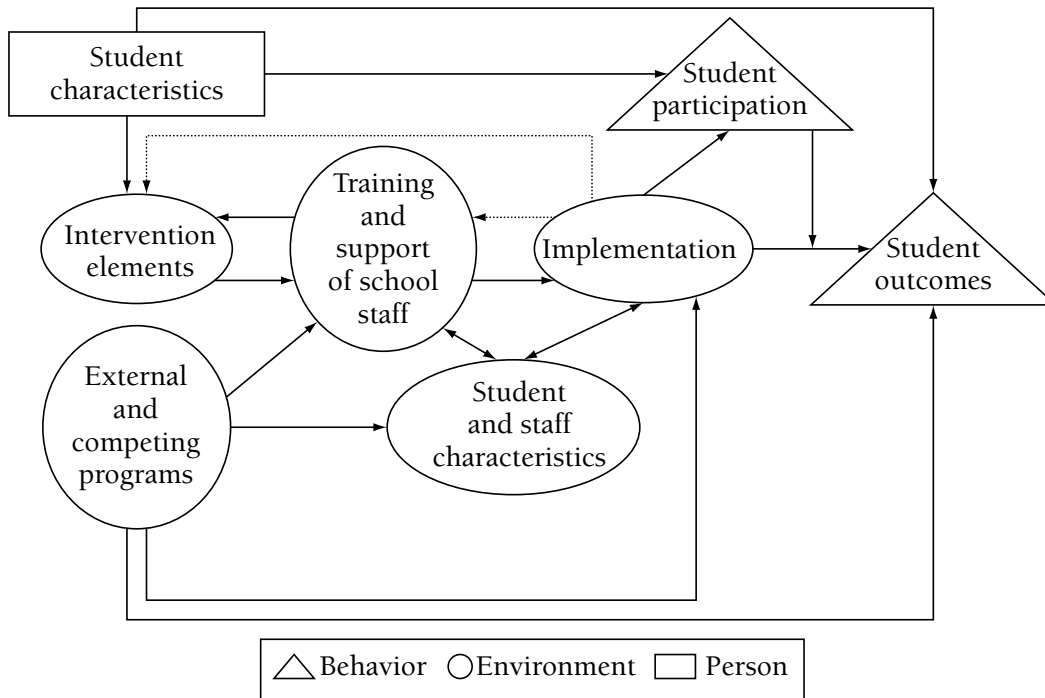 Student
characteristics
Student
participation
Intervention
elements
Training
and
support
of school
staff
Implementation
Student
outcomes
External
and
competing
programs
Student
and staff
characteristics
Behavior Environment Person